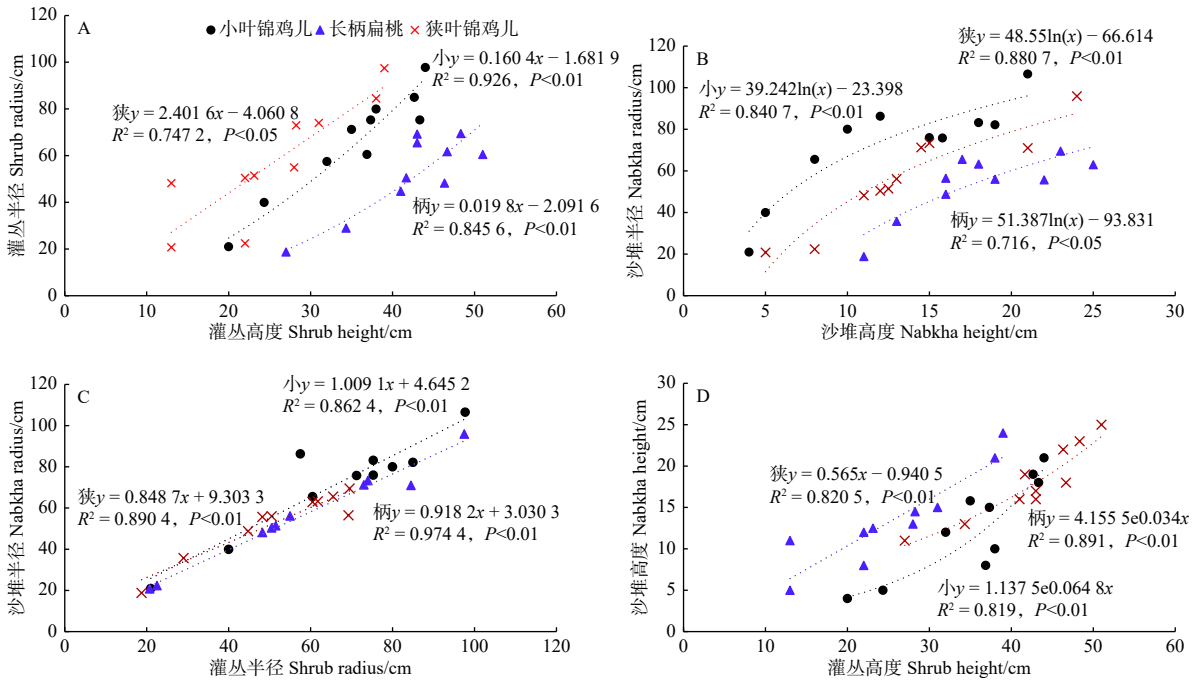 A
小叶锦鸡儿 长柄扁桃 狭叶锦鸡儿
小y = 0.160 4x − 1.681 9
R² = 0.926，P<0.01
狭y = 2.401 6x − 4.060 8
R² = 0.747 2，P<0.05
柄y = 0.019 8x − 2.091 6
R² = 0.845 6，P<0.01
灌丛半径 Shrub radius/cm
120
100
80
60
40
20
0
0 10 20 30 40 50 60
灌丛高度 Shrub height/cm
B
狭y = 48.55ln(x) − 66.614
R² = 0.880 7，P<0.01
小y = 39.242ln(x) − 23.398
R² = 0.840 7，P<0.01
柄y = 51.387ln(x) − 93.831
R² = 0.716，P<0.05
沙堆半径 Nabkha radius/cm
120
100
80
60
40
20
0
0 5 10 15 20 25 30
沙堆高度 Nabkha height/cm
C
小y = 1.009 1x + 4.645 2
R² = 0.862 4，P<0.01
狭y = 0.848 7x + 9.303 3
R² = 0.890 4，P<0.01
柄y = 0.918 2x + 3.030 3
R² = 0.974 4，P<0.01
沙堆半径 Nabkha radius/cm
120
100
80
60
40
20
0
0 20 40 60 80 100 120
灌丛半径 Shrub radius/cm
D
狭y = 0.565x − 0.940 5
R² = 0.820 5，P<0.01
柄y = 4.155 5e0.034x
R² = 0.891，P<0.01
小y = 1.137 5e0.064 8x
R² = 0.819，P<0.01
沙堆高度 Nabkha height/cm
30
25
20
15
10
5
0
0 10 20 30 40 50 60
灌丛高度 Shrub height/cm